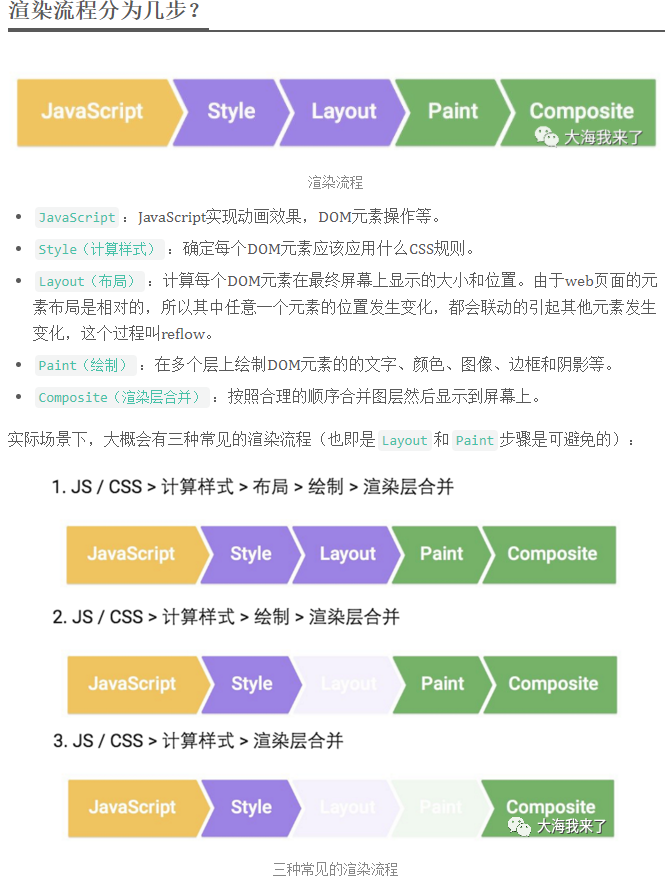 渲染流程分为几步？
JavaScript Style Layout Paint Composite
大海我来了
渲染流程
JavaScript：JavaScript实现动画效果，DOM元素操作等。
Style（计算样式）：确定每个DOM元素应该应用什么CSS规则。
Layout（布局）：计算每个DOM元素在最终屏幕上显示的大小和位置。由于web页面的元
素布局是相对的，所以其中任意一个元素的位置发生变化，都会联动的引起其他元素发生
变化，这个过程叫reflow。
Paint（绘制）：在多个层上绘制DOM元素的的文字、颜色、图像、边框和阴影等。
Composite（渲染层合并）：按照合理的顺序合并图层然后显示到屏幕上。
实际场景下，大概会有三种常见的渲染流程（也即是Layout和Paint步骤是可避免的）：
1. JS / CSS > 计算样式 > 布局 > 绘制 > 渲染层合并
JavaScript Style Layout Paint Composite
2. JS / CSS > 计算样式 > 绘制 > 渲染层合并
JavaScript Style Layout Paint Composite
3. JS / CSS > 计算样式 > 渲染层合并
JavaScript Style Layout Paint Composite
大海我来了
三种常见的渲染流程